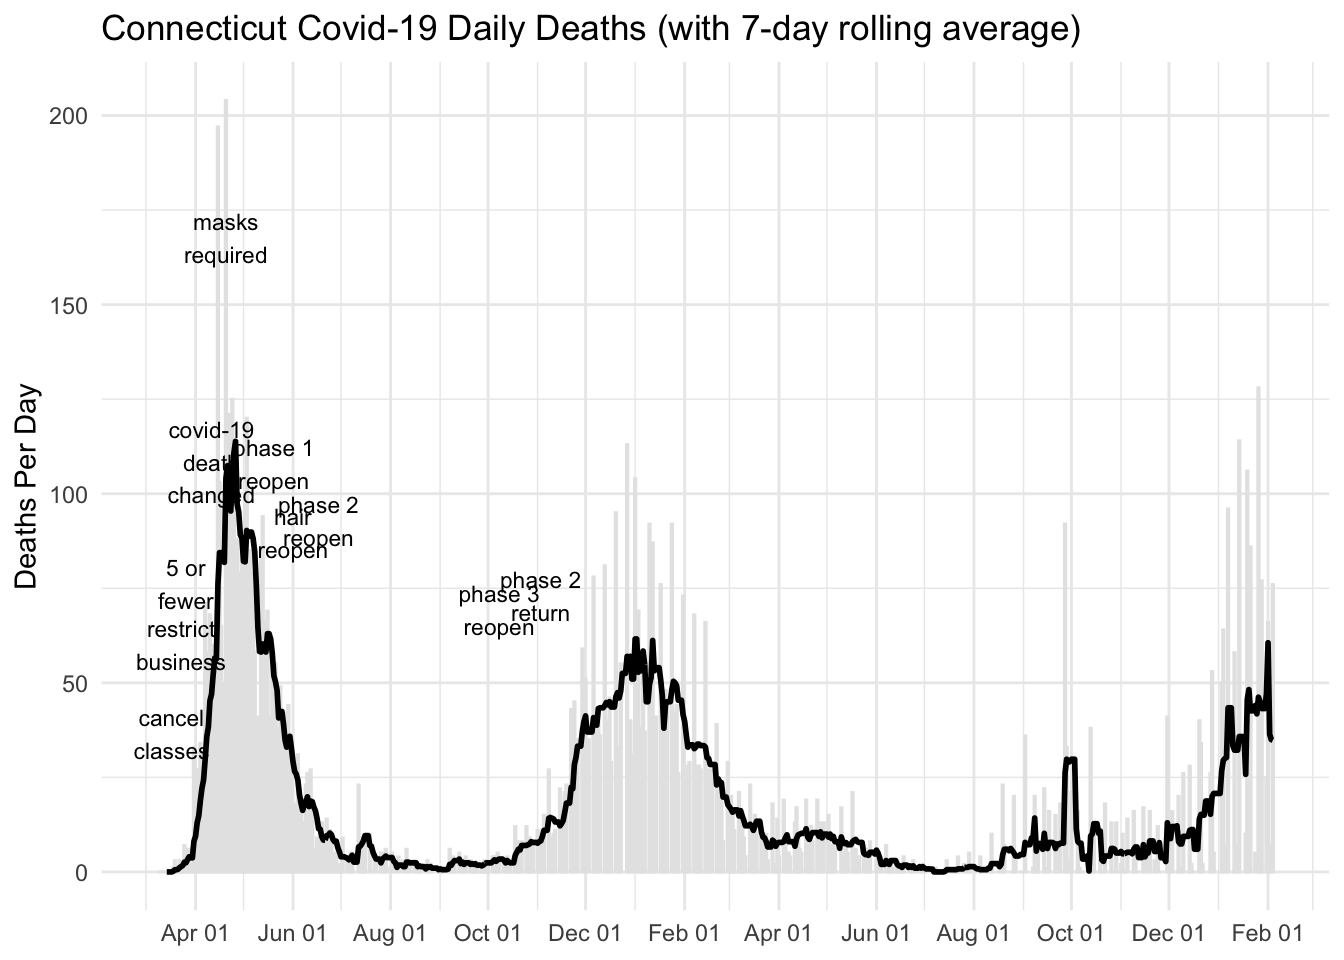 Connecticut Covid-19 Daily Deaths (with 7-day rolling average)
Deaths Per Day
200
150
100
50
0
masks
required
covid-19
death
changed
phase 1
reopen
phase 2
reopen
hair
reopen
5 or
fewer
restrict
business
cancel
classes
phase 3
reopen
phase 2
return
Apr 01
Jun 01
Aug 01
Oct 01
Dec 01
Feb 01
Apr 01
Jun 01
Aug 01
Oct 01
Dec 01
Feb 01